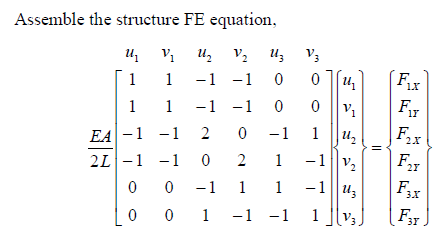 Assemble the structure FE equation,
u₁ v₁ u₂ v₂ u₃ v₃
1 1 −1 −1 0 0 u₁ F₁X
1 1 −1 −1 0 0 v₁ F₁Y
EA −1 −1 2 0 −1 1 u₂ = F₂X
2L −1 −1 0 2 1 −1 v₂ F₂Y
0 0 −1 1 1 −1 u₃ F₃X
0 0 1 −1 −1 1 v₃ F₃Y